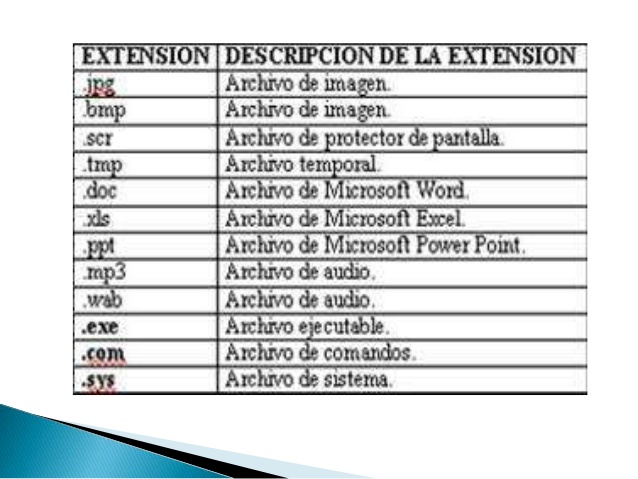 EXTENSION DESCRIPCION DE LA EXTENSION
.jpg Archivo de imagen.
.bmp Archivo de imagen.
.scr Archivo de protector de pantalla.
.tmp Archivo temporal.
.doc Archivo de Microsoft Word.
.xls Archivo de Microsoft Excel.
.ppt Archivo de Microsoft Power Point.
.mp3 Archivo de audio.
.wab Archivo de audio.
.exe Archivo ejecutable.
.com Archivo de comandos.
.sys Archivo de sistema.